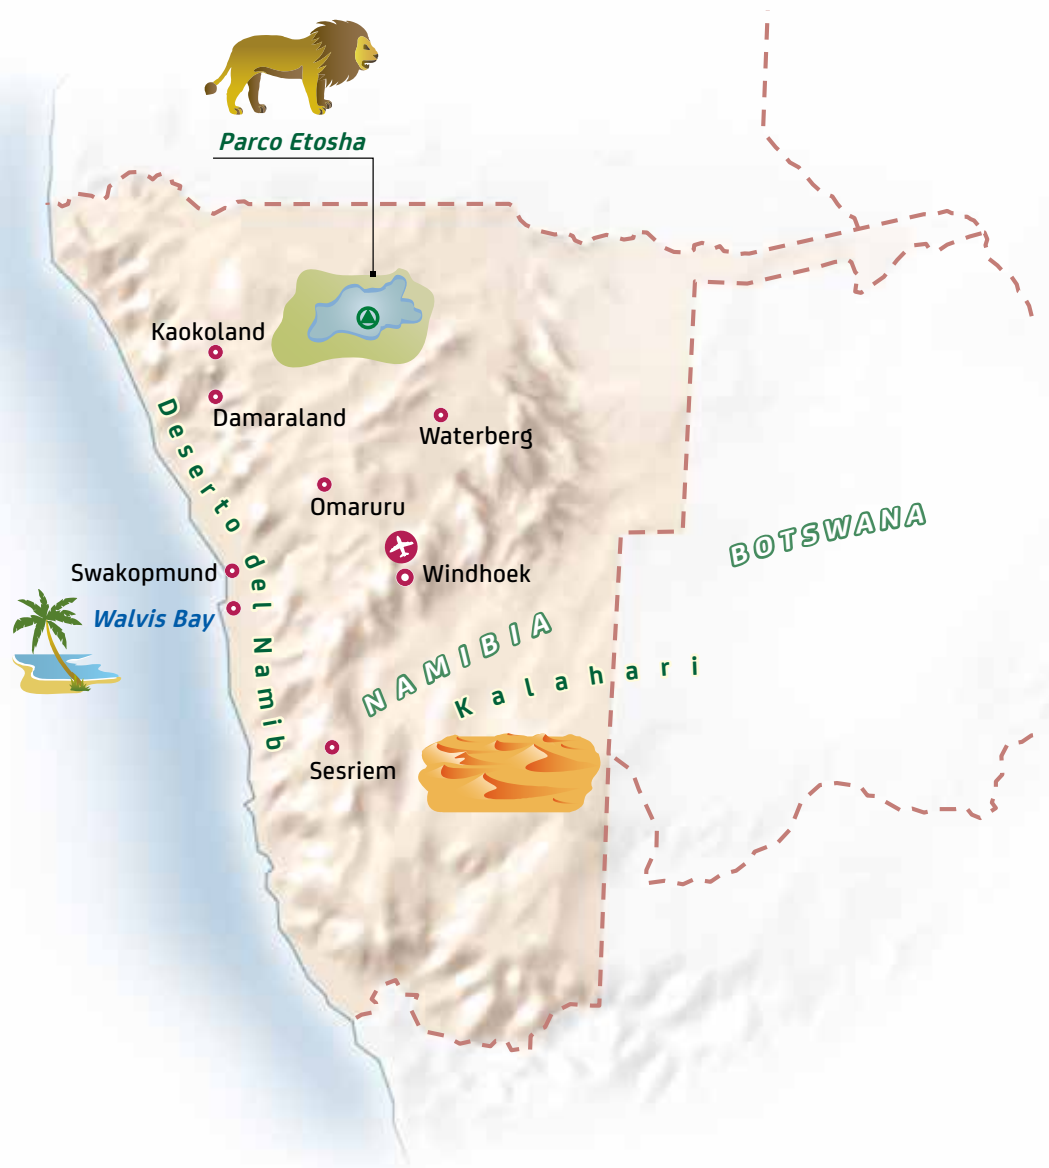 Parco Etosha
Kaokoland
Damaraland
Waterberg
Omaruru
Deserto del Namib
BOTSWANA
Swakopmund
Windhoek
Walvis Bay
NAMIBIA
Kalahari
Sesriem